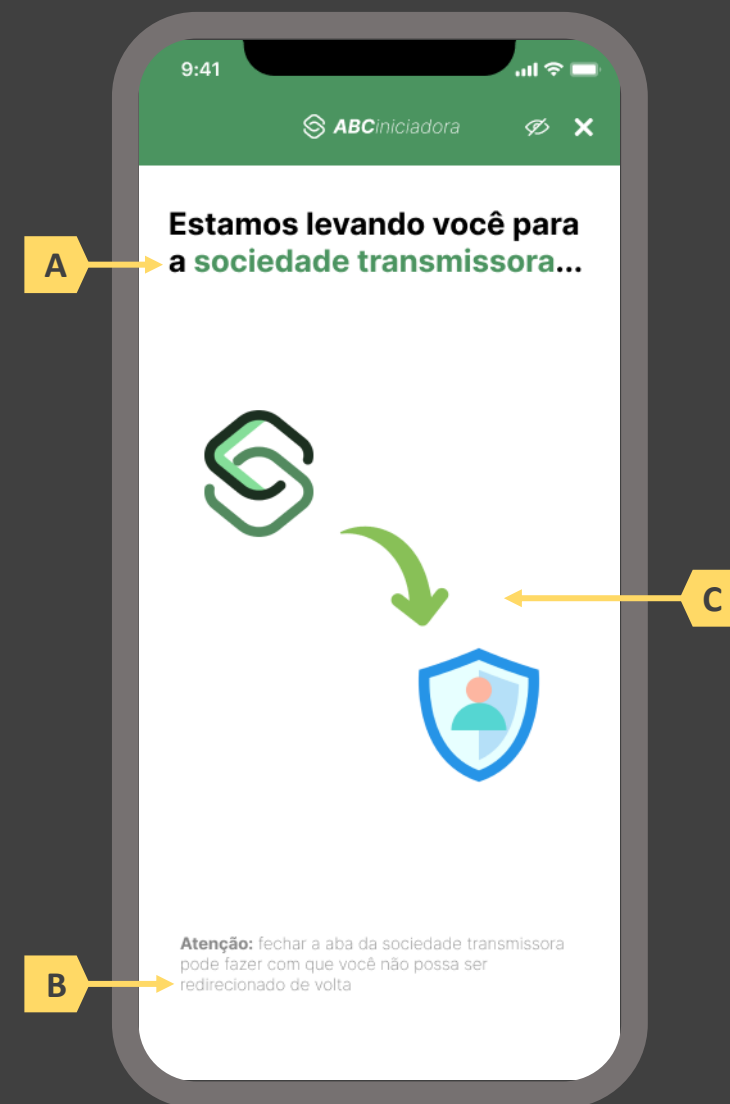 9:41
ABCiniciadora
Estamos levando você para
a sociedade transmissora...
A
C
Atenção: fechar a aba da sociedade transmissora
pode fazer com que você não possa ser
redirecionado de volta
B